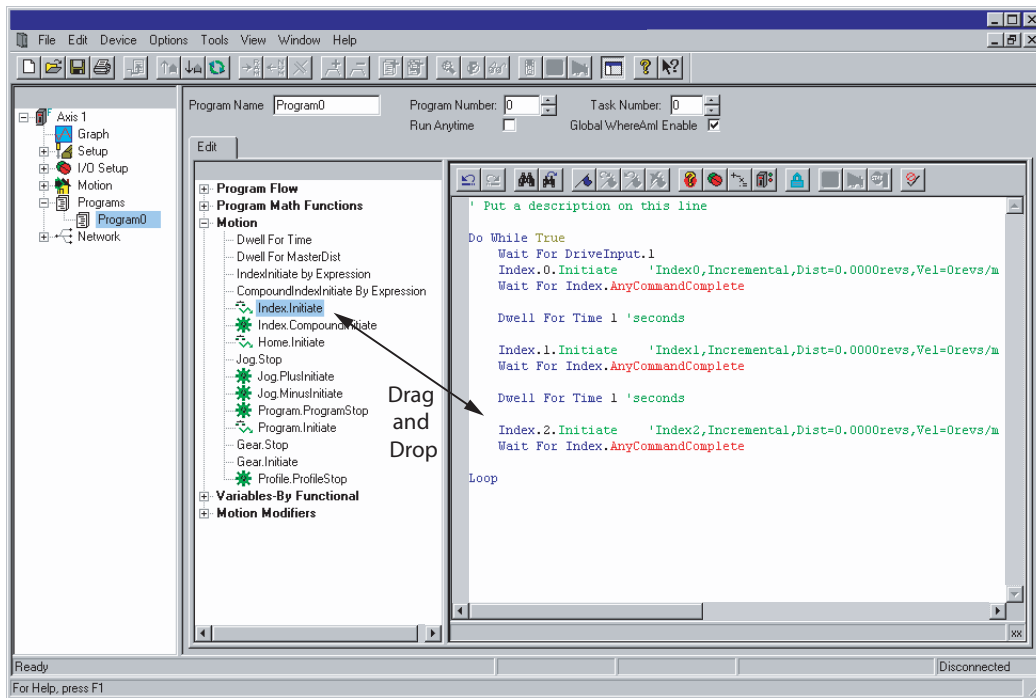 File Edit Device Options Tools View Window Help
Program Name Program0 Program Number: 0 Task Number: 0
Run Anytime Global WhereAmI Enable
Edit
Axis 1
Graph
Setup
I/O Setup
Motion
Programs
Program0
Network
Program Flow
Program Math Functions
Motion
Dwell For Time
Dwell For MasterDist
IndexInitiate by Expression
CompoundIndexInitiate By Expression
Index.Initiate
Index.CompoundInitiate
Home.Initiate
Jog.Stop
Jog.PlusInitiate
Jog.MinusInitiate
Program.ProgramStop
Program.Initiate
Gear.Stop
Gear.Initiate
Profile.ProfileStop
Variables-By Functional
Motion Modifiers
Drag
and
Drop
' Put a description on this line
Do While True
Wait For DriveInput.1
Index.0.Initiate 'Index0,Incremental,Dist=0.0000revs,Vel=0revs/m
Wait For Index.AnyCommandComplete
Dwell For Time 1 'seconds
Index.1.Initiate 'Index1,Incremental,Dist=0.0000revs,Vel=0revs/m
Wait For Index.AnyCommandComplete
Dwell For Time 1 'seconds
Index.2.Initiate 'Index2,Incremental,Dist=0.0000revs,Vel=0revs/m
Wait For Index.AnyCommandComplete
Loop
xx
Ready Disconnected
For Help, press F1